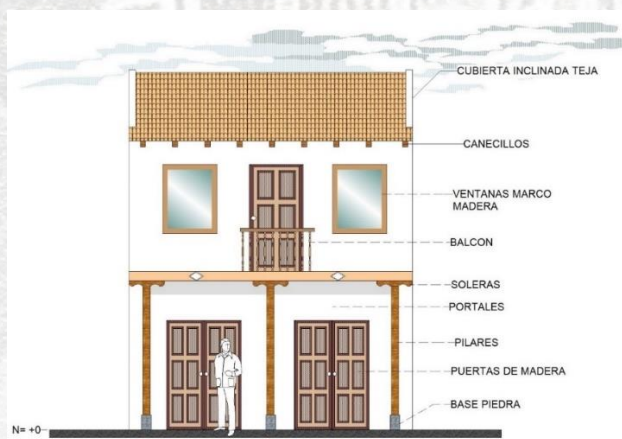 CUBIERTA INCLINADA TEJA
CANECILLOS
VENTANAS MARCO
MADERA
BALCON
SOLERAS
PORTALES
PILARES
PUERTAS DE MADERA
BASE PIEDRA
N= +0